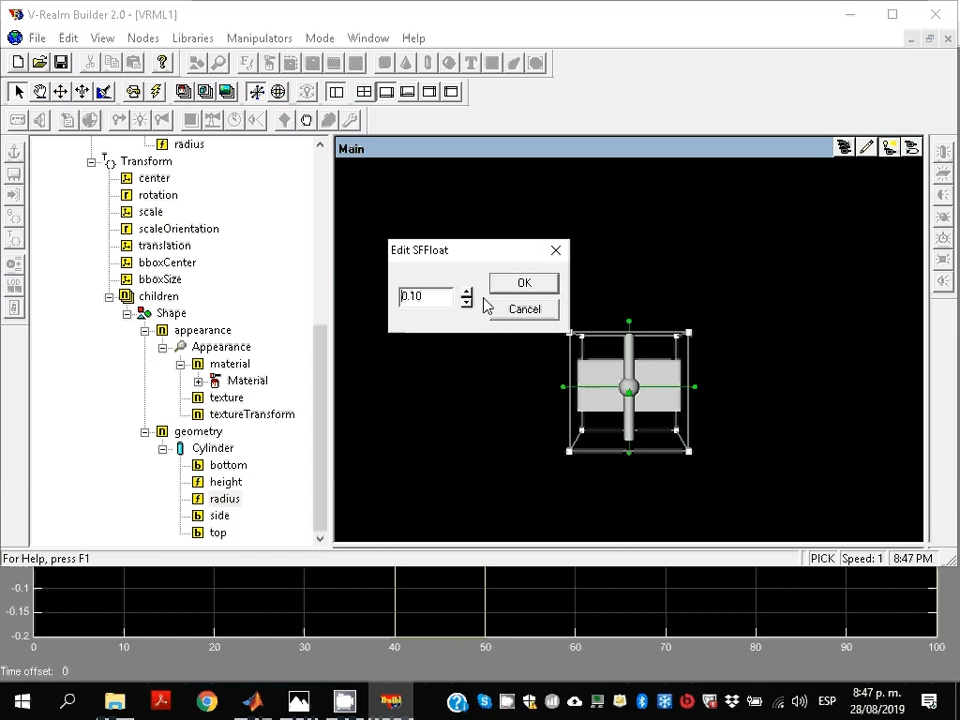 V-Realm Builder 2.0 - [VRML1]
File Edit View Nodes Libraries Manipulators Mode Window Help
radius
Transform
center
rotation
scale
scaleOrientation
translation
bboxCenter
bboxSize
children
Shape
appearance
Appearance
material
Material
texture
textureTransform
geometry
Cylinder
bottom
height
radius
side
top
Main
Edit SFFloat
0.10
OK
Cancel
For Help, press F1
PICK Speed: 1 8:47 PM
-0.1
-0.15
-0.2
0 10 20 30 40 50 60 70 80 90 100
Time offset: 0
ESP
8:47 p. m.
28/08/2019